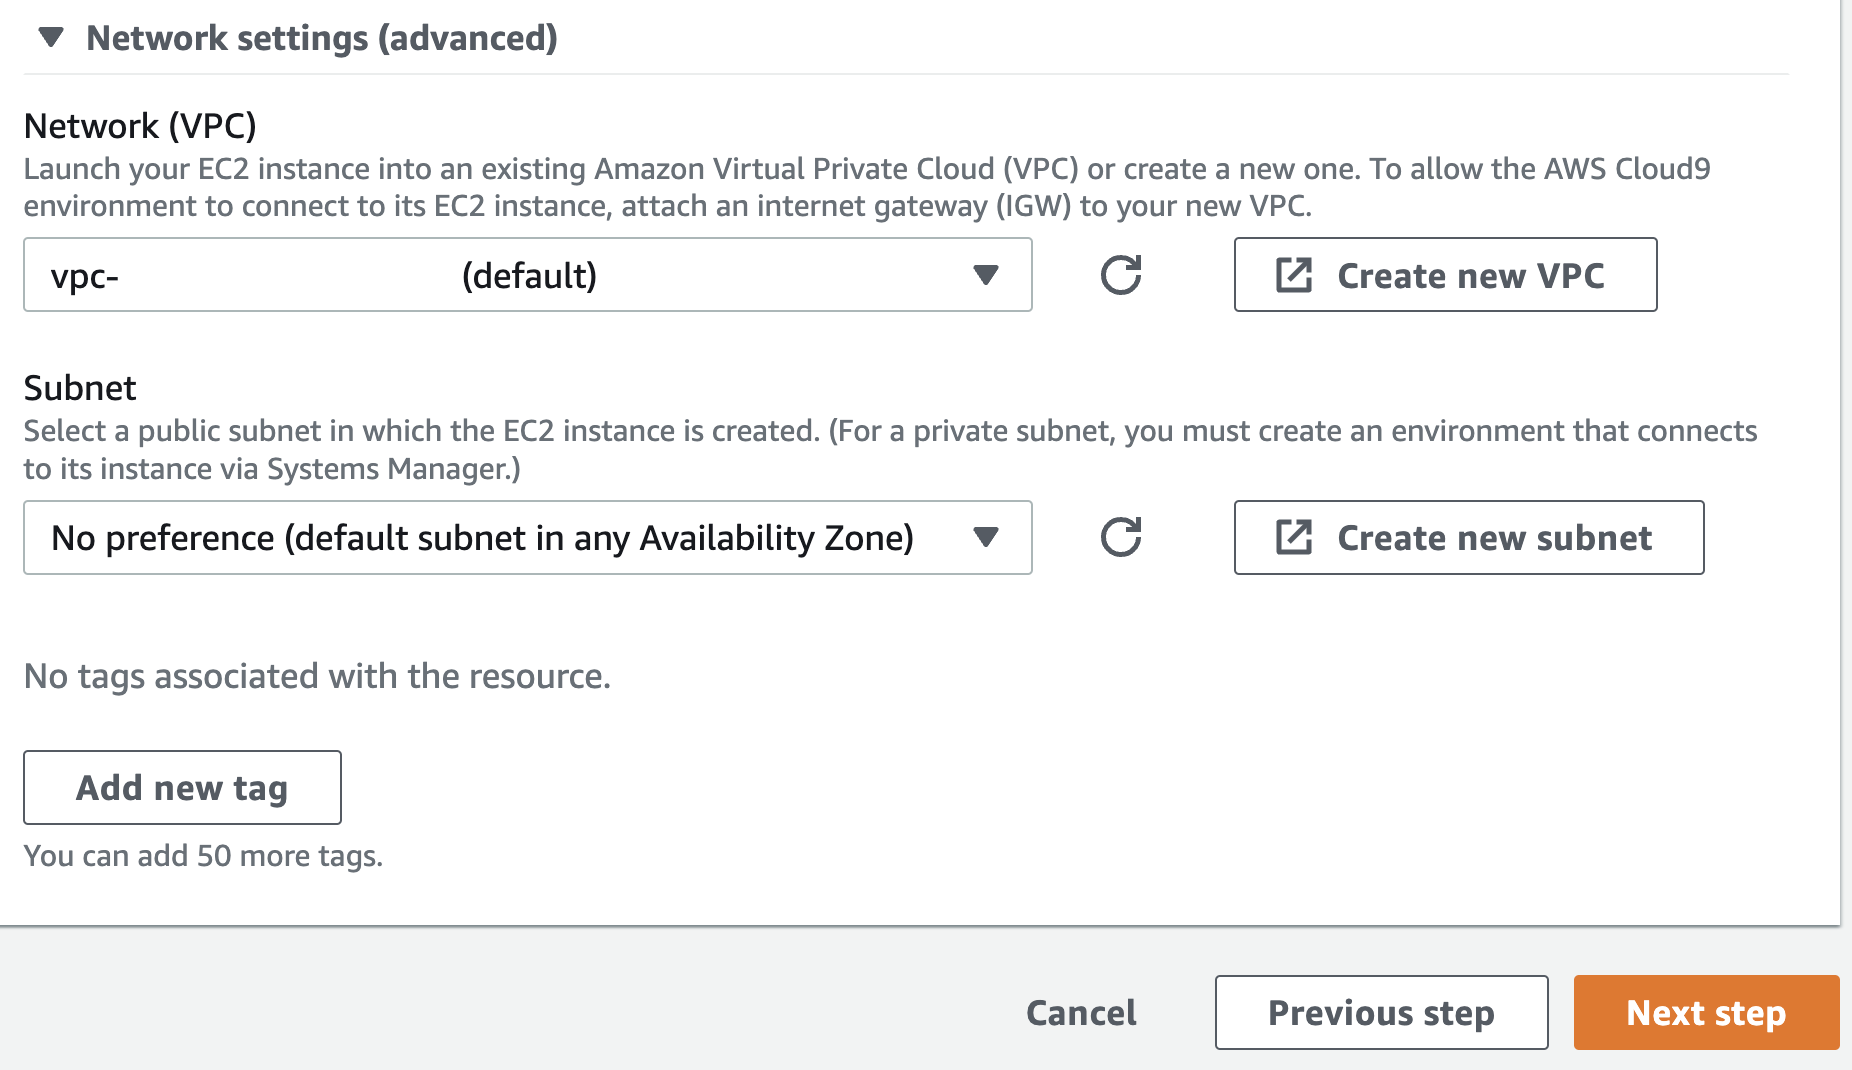 Network settings (advanced)
Network (VPC)
Launch your EC2 instance into an existing Amazon Virtual Private Cloud (VPC) or create a new one. To allow the AWS Cloud9
environment to connect to its EC2 instance, attach an internet gateway (IGW) to your new VPC.
vpc- (default)
Create new VPC
Subnet
Select a public subnet in which the EC2 instance is created. (For a private subnet, you must create an environment that connects
to its instance via Systems Manager.)
No preference (default subnet in any Availability Zone)
Create new subnet
No tags associated with the resource.
Add new tag
You can add 50 more tags.
Cancel
Previous step
Next step